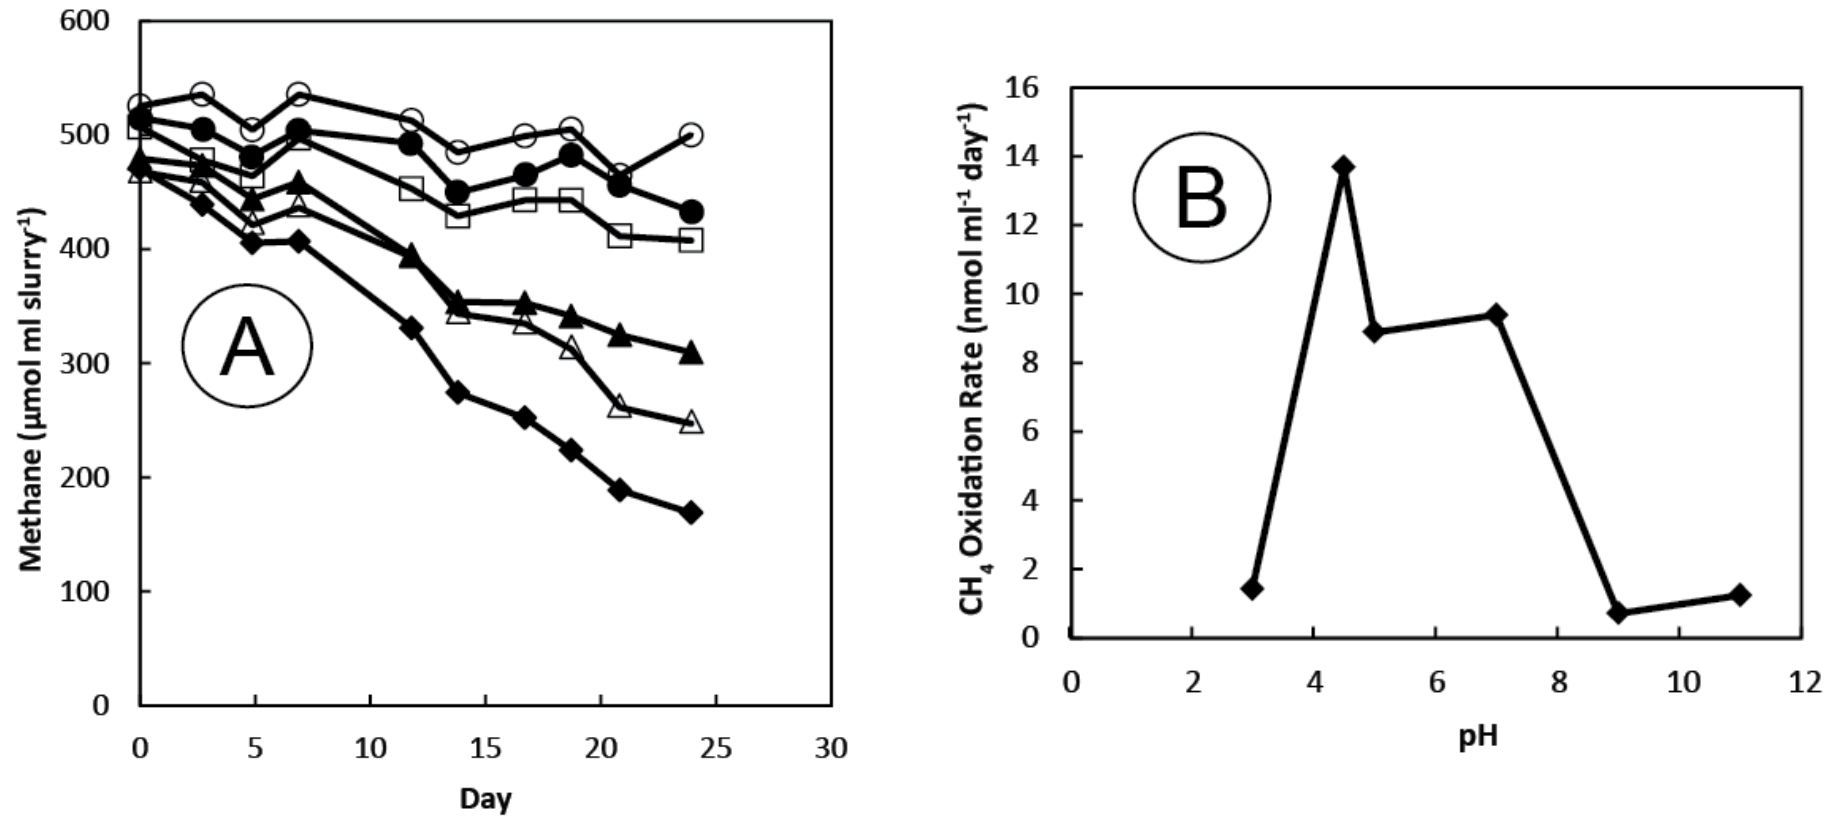 600
500
400
300
200
100
0
0 5 10 15 20 25 30
Methane (µmol ml slurry⁻¹)
Day
A
16
14
12
10
8
6
4
2
0
0 2 4 6 8 10 12
CH₄ Oxidation Rate (nmol ml⁻¹ day⁻¹)
pH
B